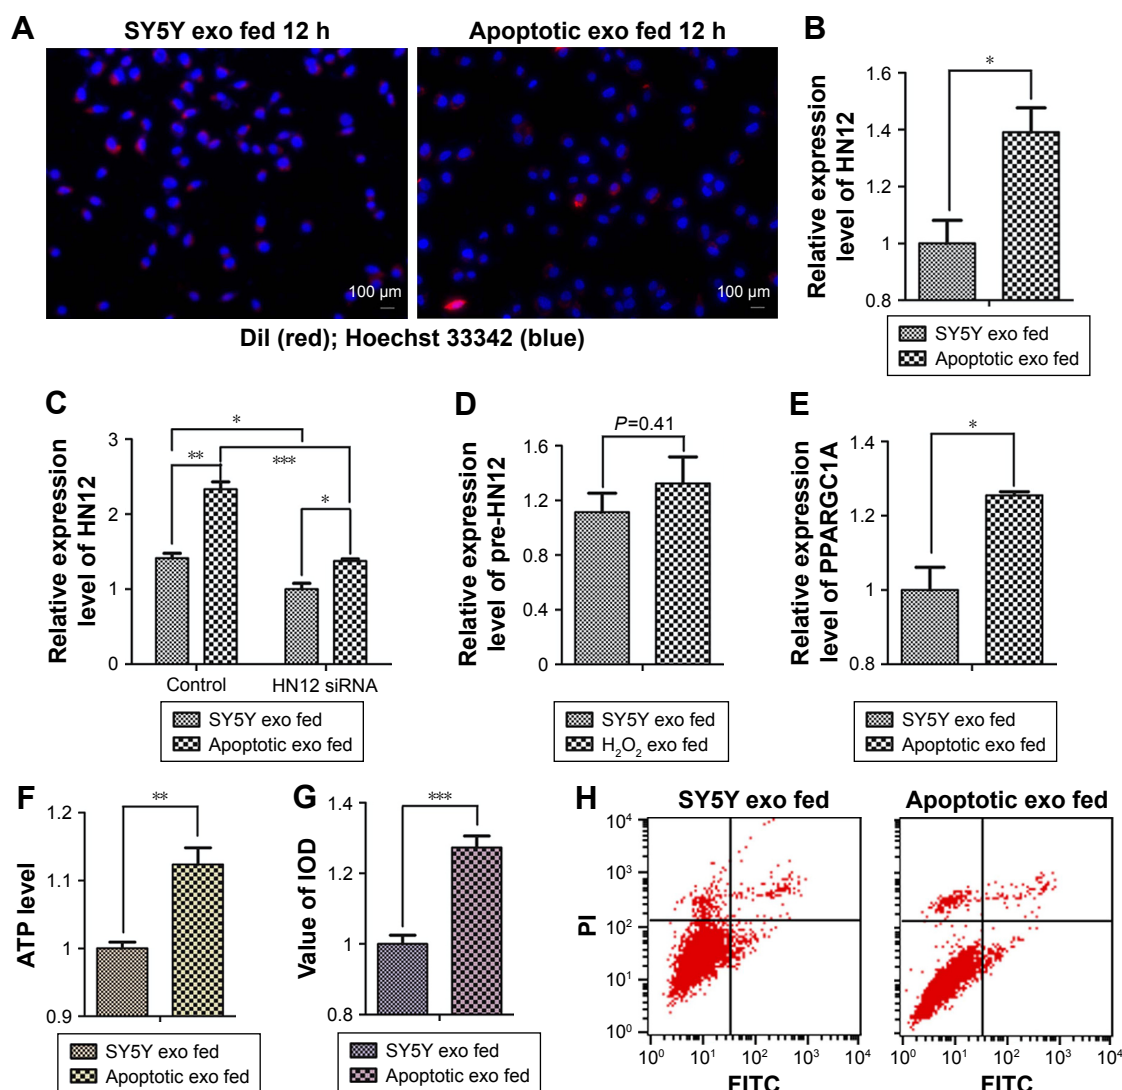 A
SY5Y exo fed 12 h
Apoptotic exo fed 12 h
100 µm
100 µm
Dil (red); Hoechst 33342 (blue)
B
Relative expression
level of HN12
1.6
1.4
1.2
1
0.8
*
SY5Y exo fed
Apoptotic exo fed
C
Relative expression
level of HN12
3
2
1
0
*
**
***
*
Control
HN12 siRNA
SY5Y exo fed
Apoptotic exo fed
D
Relative expression
level of pre-HN12
1.6
1.2
0.8
0.4
0
P=0.41
SY5Y exo fed
H₂O₂ exo fed
E
Relative expression
level of PPARGC1A
1.4
1.2
1
0.8
*
SY5Y exo fed
Apoptotic exo fed
F
ATP level
1.2
1.1
1
0.9
**
SY5Y exo fed
Apoptotic exo fed
G
Value of IOD
1.4
1.2
1
0.8
***
SY5Y exo fed
Apoptotic exo fed
H
SY5Y exo fed
Apoptotic exo fed
PI
10⁴
10³
10²
10¹
10⁰
10⁰ 10¹ 10² 10³ 10⁴
FITC
10⁰ 10¹ 10² 10³ 10⁴
FITC